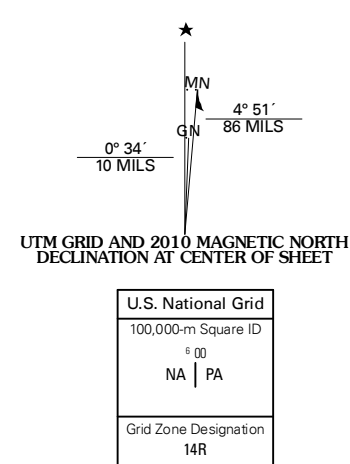 ★
MN
GN
4° 51´
86 MILS
0° 34´
10 MILS
UTM GRID AND 2010 MAGNETIC NORTH
DECLINATION AT CENTER OF SHEET
U.S. National Grid
100,000-m Square ID
6 00
NA | PA
Grid Zone Designation
14R